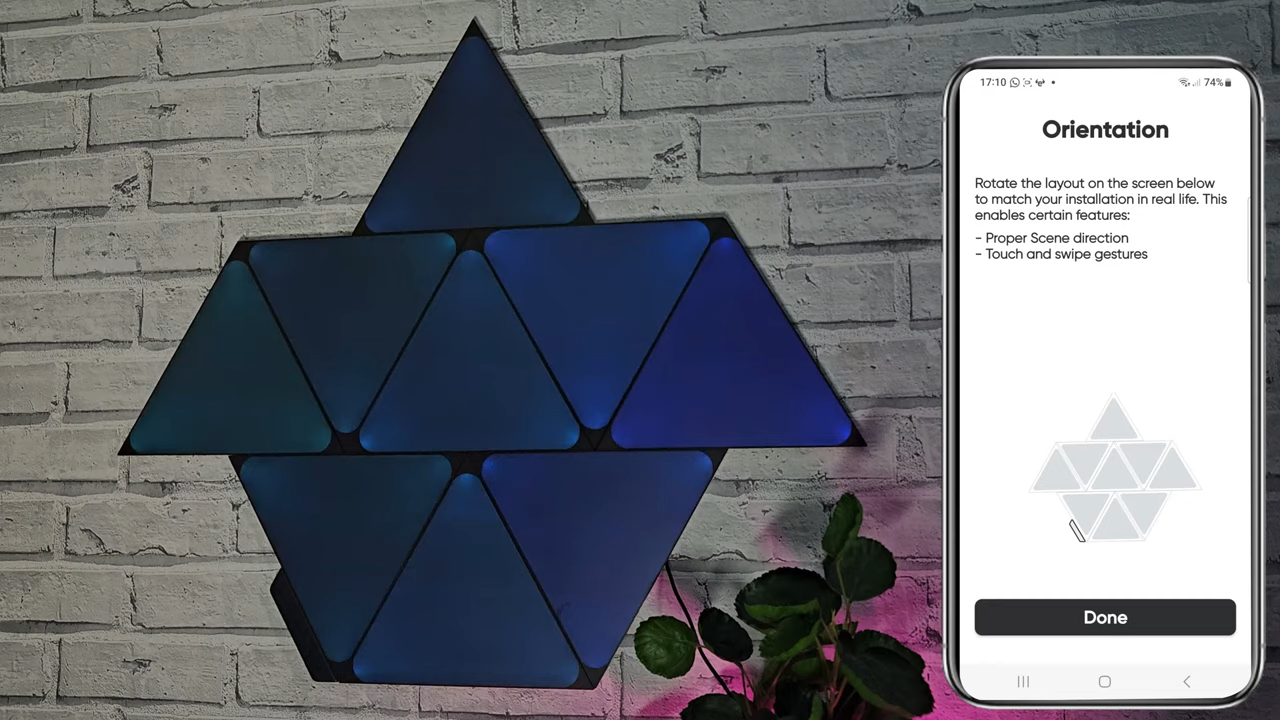 17:10
74%
Orientation
Rotate the layout on the screen below
to match your installation in real life. This
enables certain features:
- Proper Scene direction
- Touch and swipe gestures
Done